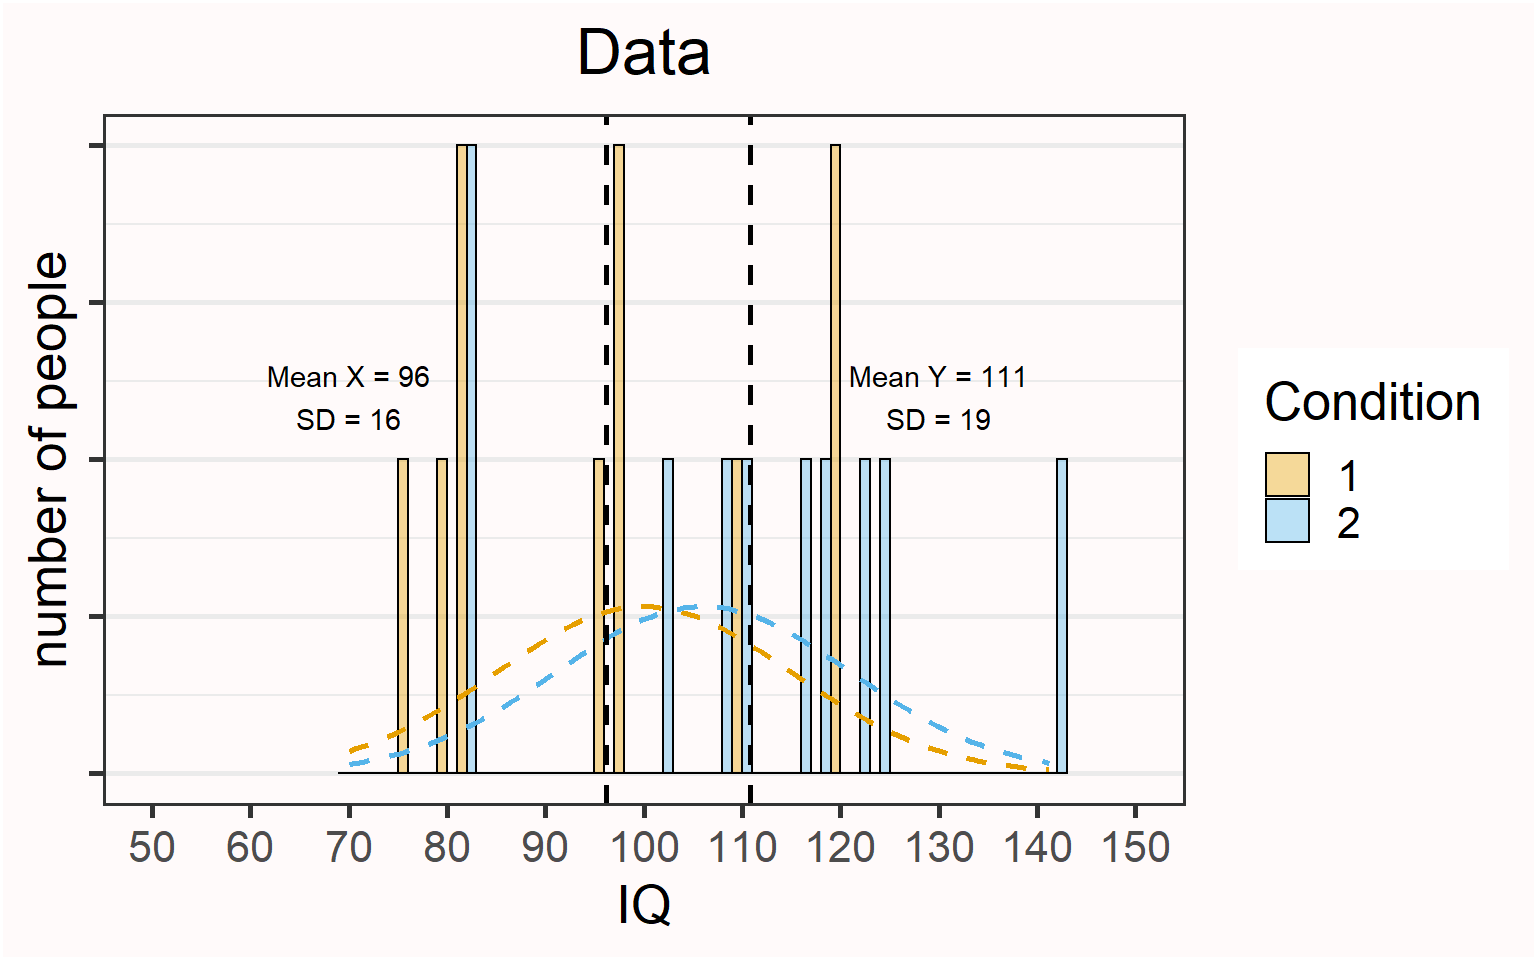 Data
number of people
Mean X = 96
SD = 16
Mean Y = 111
SD = 19
Condition
1
2
50 60 70 80 90 100 110 120 130 140 150
IQ